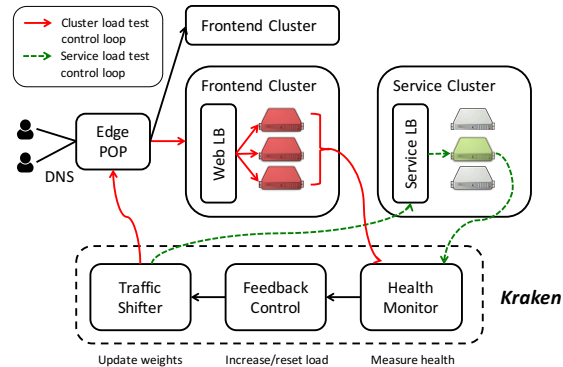 Cluster load test
control loop
Service load test
control loop
Frontend Cluster
Frontend Cluster
Service Cluster
Edge
POP
DNS
Web LB
Service LB
Traffic
Shifter
Feedback
Control
Health
Monitor
Kraken
Update weights
Increase/reset load
Measure health